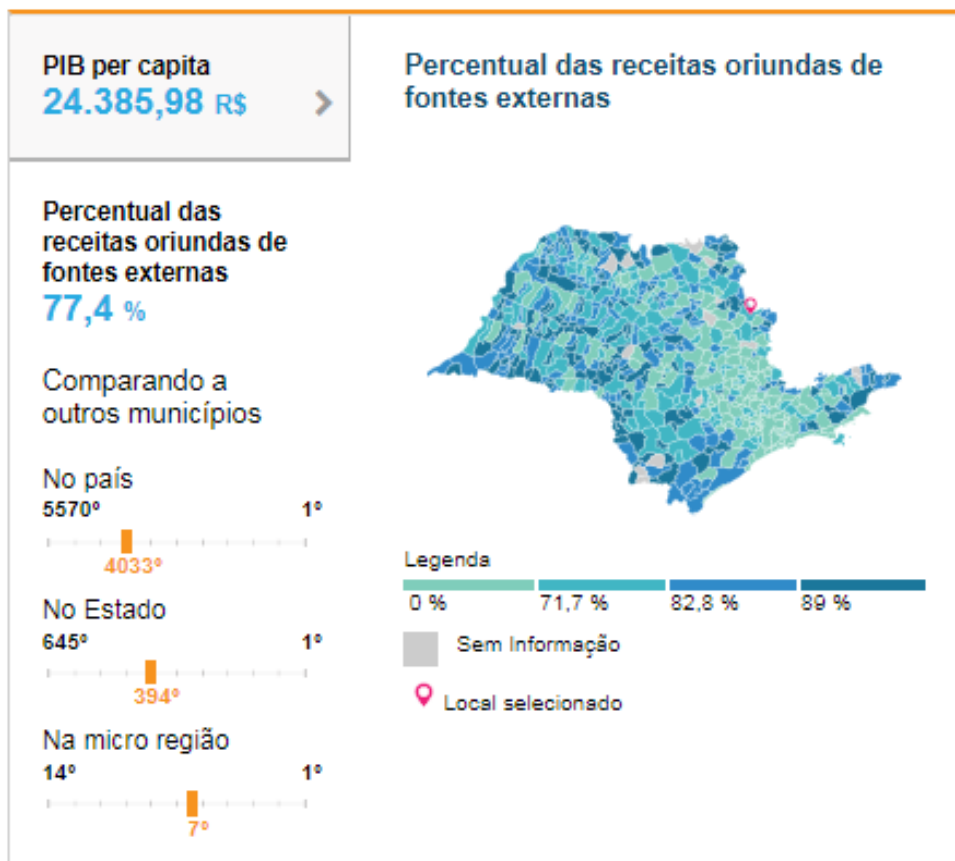 PIB per capita
24.385,98 R$
Percentual das
receitas oriundas de
fontes externas
77,4 %
Comparando a
outros municípios
No país
5570º 1º
4033º
No Estado
645º 1º
394º
Na micro região
14º 1º
7º
Percentual das receitas oriundas de
fontes externas
Legenda
0 % 71,7 % 82,8 % 89 %
Sem Informação
Local selecionado